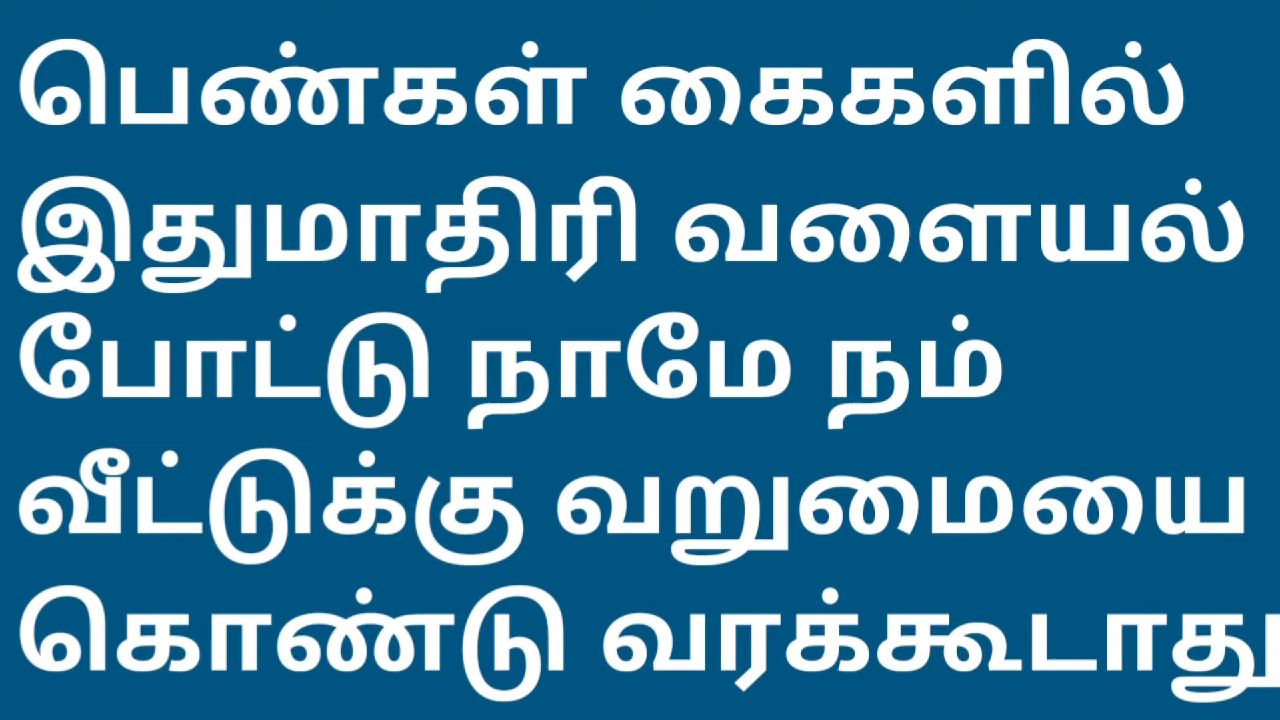 பெண்கள் கைகளில்
இதுமாதிரி வளையல்
போட்டு நாமே நம்
வீட்டுக்கு வறுமையை
கொண்டு வரக்கூடாது